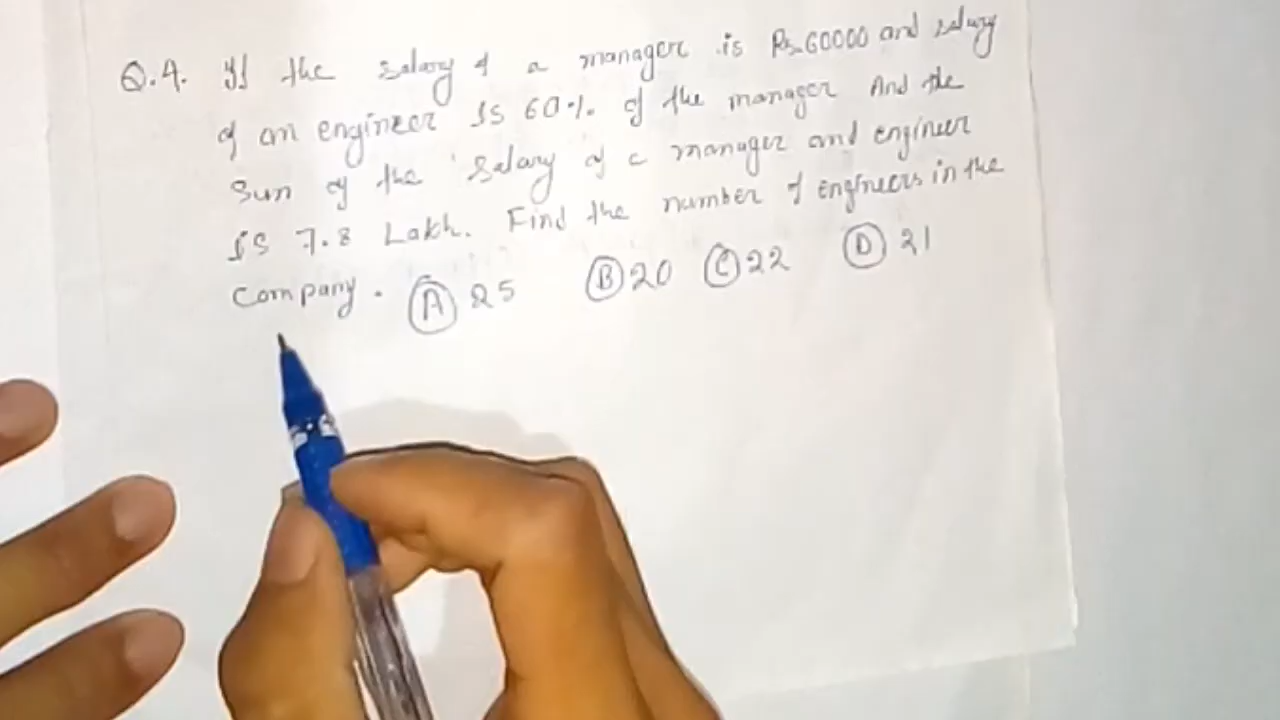 Q.4. If the salary of a manager is Rs.60000 and salary
of an engineer Is 60%. of the manager And the
Sum of the salary of a manager and engineer
Is 7.8 Lakh. Find the number of engineers in the
Company. A 25 B 20 C 22 D 21